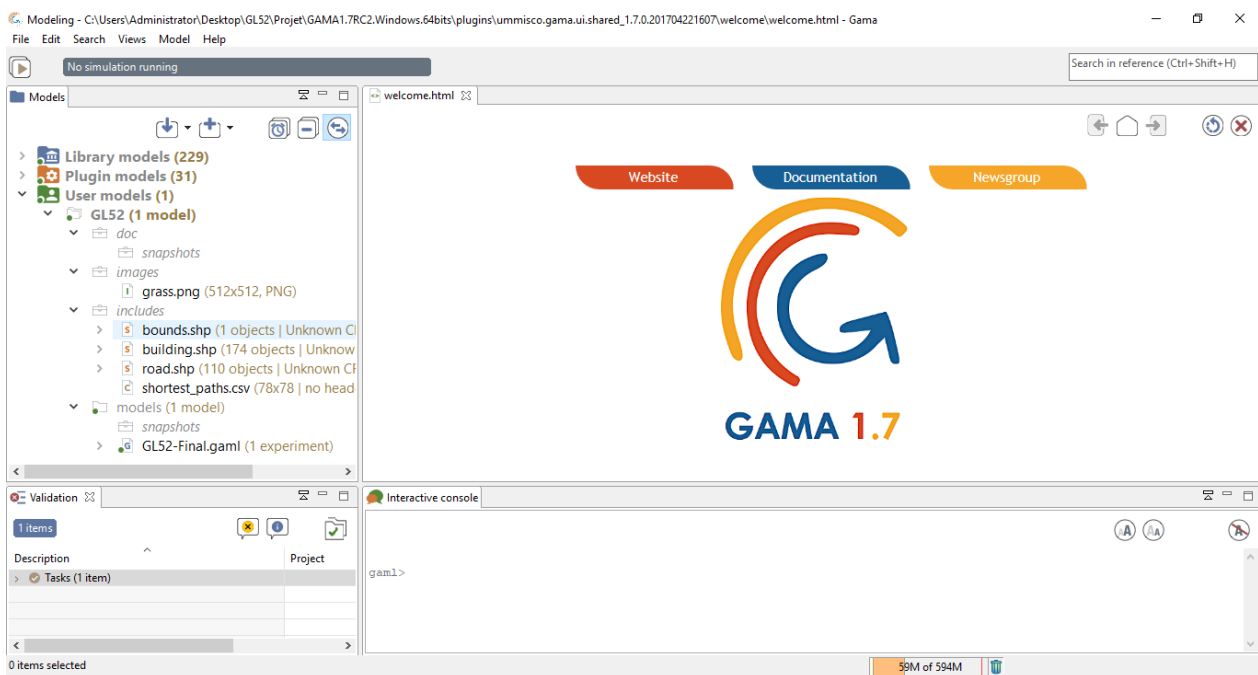 Modeling - C:\Users\Administrator\Desktop\GL52\Projet\GAMA1.7RC2.Windows.64bits\plugins\ummisco.gama.ui.shared_1.7.0.201704221607\welcome\welcome.html - Gama
File Edit Search Views Model Help
No simulation running
Search in reference (Ctrl+Shift+H)
Models
welcome.html
Library models (229)
Plugin models (31)
User models (1)
GL52 (1 model)
doc
snapshots
images
grass.png (512x512, PNG)
includes
bounds.shp (1 objects | Unknown C
building.shp (174 objects | Unknow
road.shp (110 objects | Unknown CF
shortest_paths.csv (78x78 | no head
models (1 model)
snapshots
GL52-Final.gaml (1 experiment)
Website Documentation Newsgroup
GAMA 1.7
Validation
1 items
Description Project
Tasks (1 item)
Interactive console
gaml>
0 items selected
59M of 594M